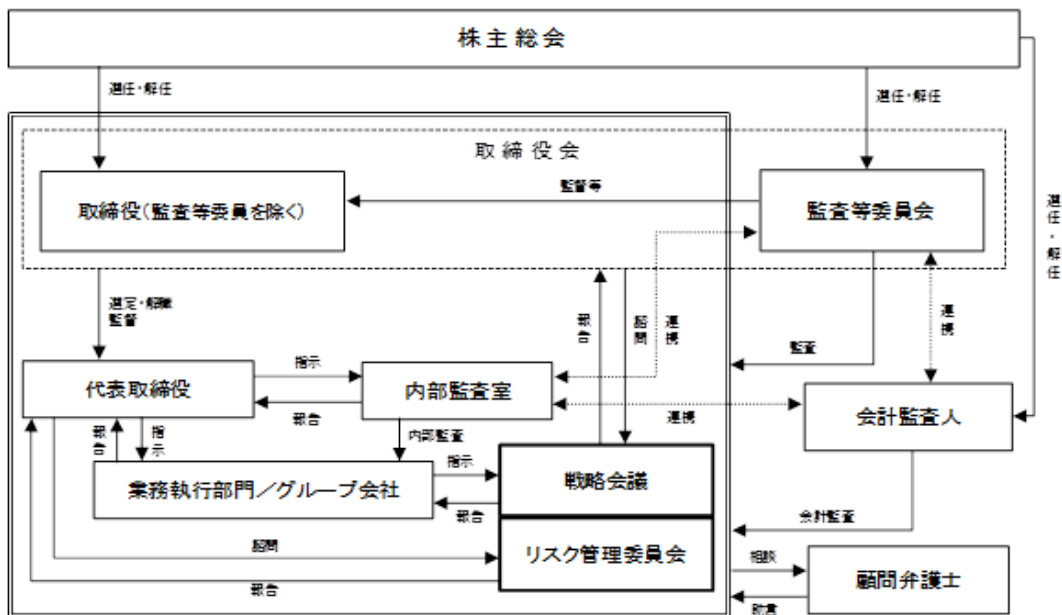 株主総会
選任・解任
選任・解任
選任・解任
取締役会
取締役（監査等委員を除く）
監督等
監査等委員会
選定・解職
監督
報告
諮問
連携
連携
監査
代表取締役
指示
報告
内部監査室
連携
会計監査人
報告
指示
内部監査
業務執行部門／グループ会社
指示
報告
戦略会議
会計監査
諮問
リスク管理委員会
報告
相談
助言
顧問弁護士